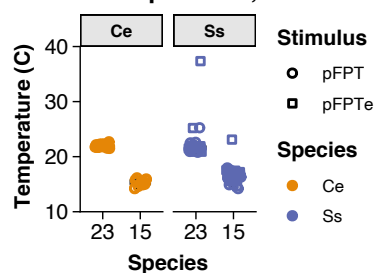 Ce Ss
Temperature (C)
40
30
20
10
23 15 23 15
Species
Stimulus
pFPT
pFPTe
Species
Ce
Ss